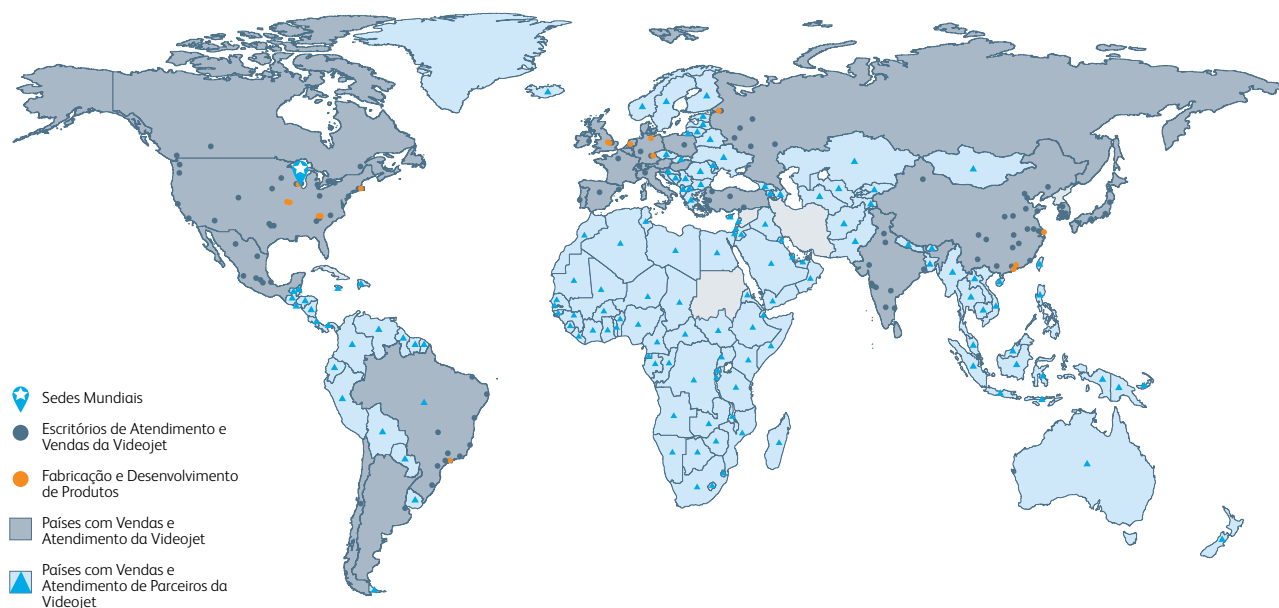 Sedes Mundiais
Escritórios de Atendimento e
Vendas da Videojet
Fabricação e Desenvolvimento
de Produtos
Países com Vendas e
Atendimento da Videojet
Países com Vendas e
Atendimento de Parceiros da
Videojet